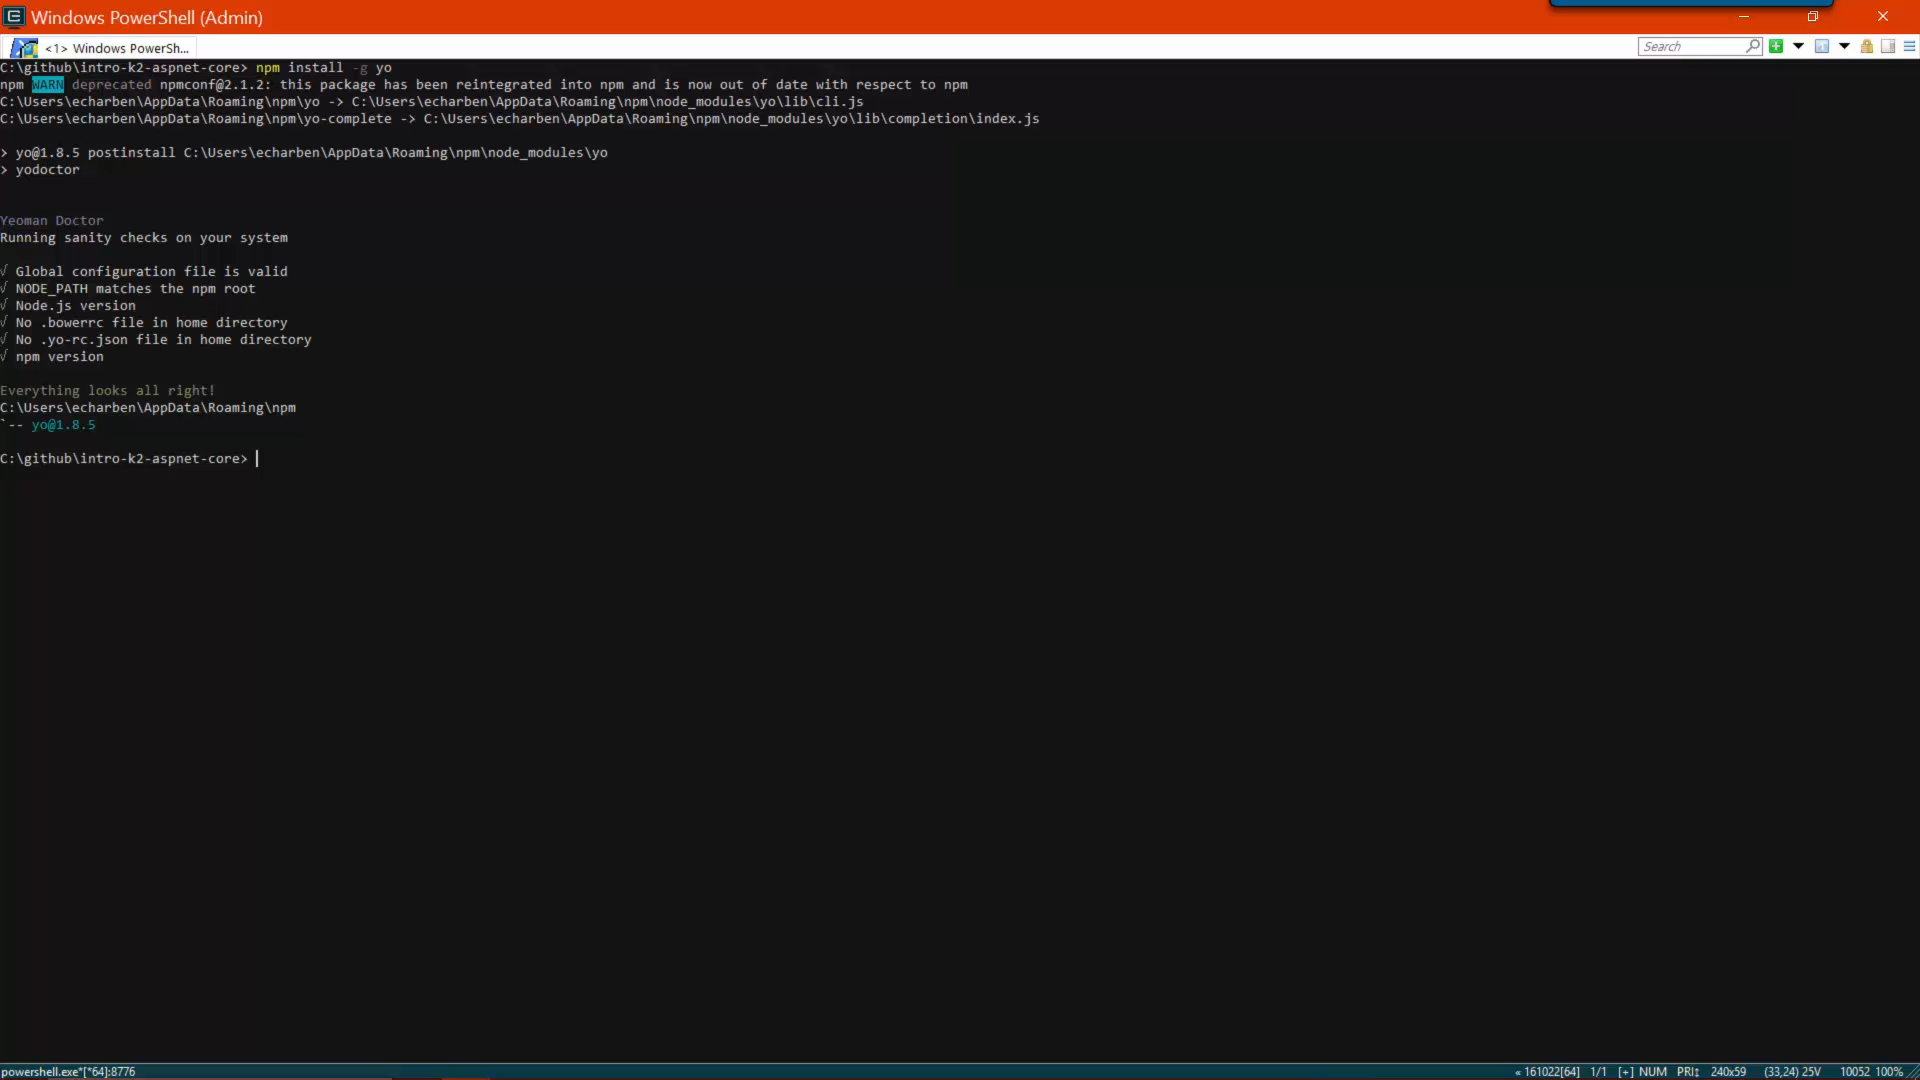 Windows PowerShell (Admin)
<1> Windows PowerSh...
Search
C:\github\intro-k2-aspnet-core> npm install -g yo
npm WARN deprecated npmconf@2.1.2: this package has been reintegrated into npm and is now out of date with respect to npm
C:\Users\echarben\AppData\Roaming\npm\yo -> C:\Users\echarben\AppData\Roaming\npm\node_modules\yo\lib\cli.js
C:\Users\echarben\AppData\Roaming\npm\yo-complete -> C:\Users\echarben\AppData\Roaming\npm\node_modules\yo\lib\completion\index.js
> yo@1.8.5 postinstall C:\Users\echarben\AppData\Roaming\npm\node_modules\yo
> yodoctor
Yeoman Doctor
Running sanity checks on your system
√ Global configuration file is valid
√ NODE_PATH matches the npm root
√ Node.js version
√ No .bowerrc file in home directory
√ No .yo-rc.json file in home directory
√ npm version
Everything looks all right!
C:\Users\echarben\AppData\Roaming\npm
`-- yo@1.8.5
C:\github\intro-k2-aspnet-core>
powershell.exe*[*64]:8776
« 161022[64] 1/1 [+] NUM PRI↕ 240x59 (33,24) 25V 10052 100%